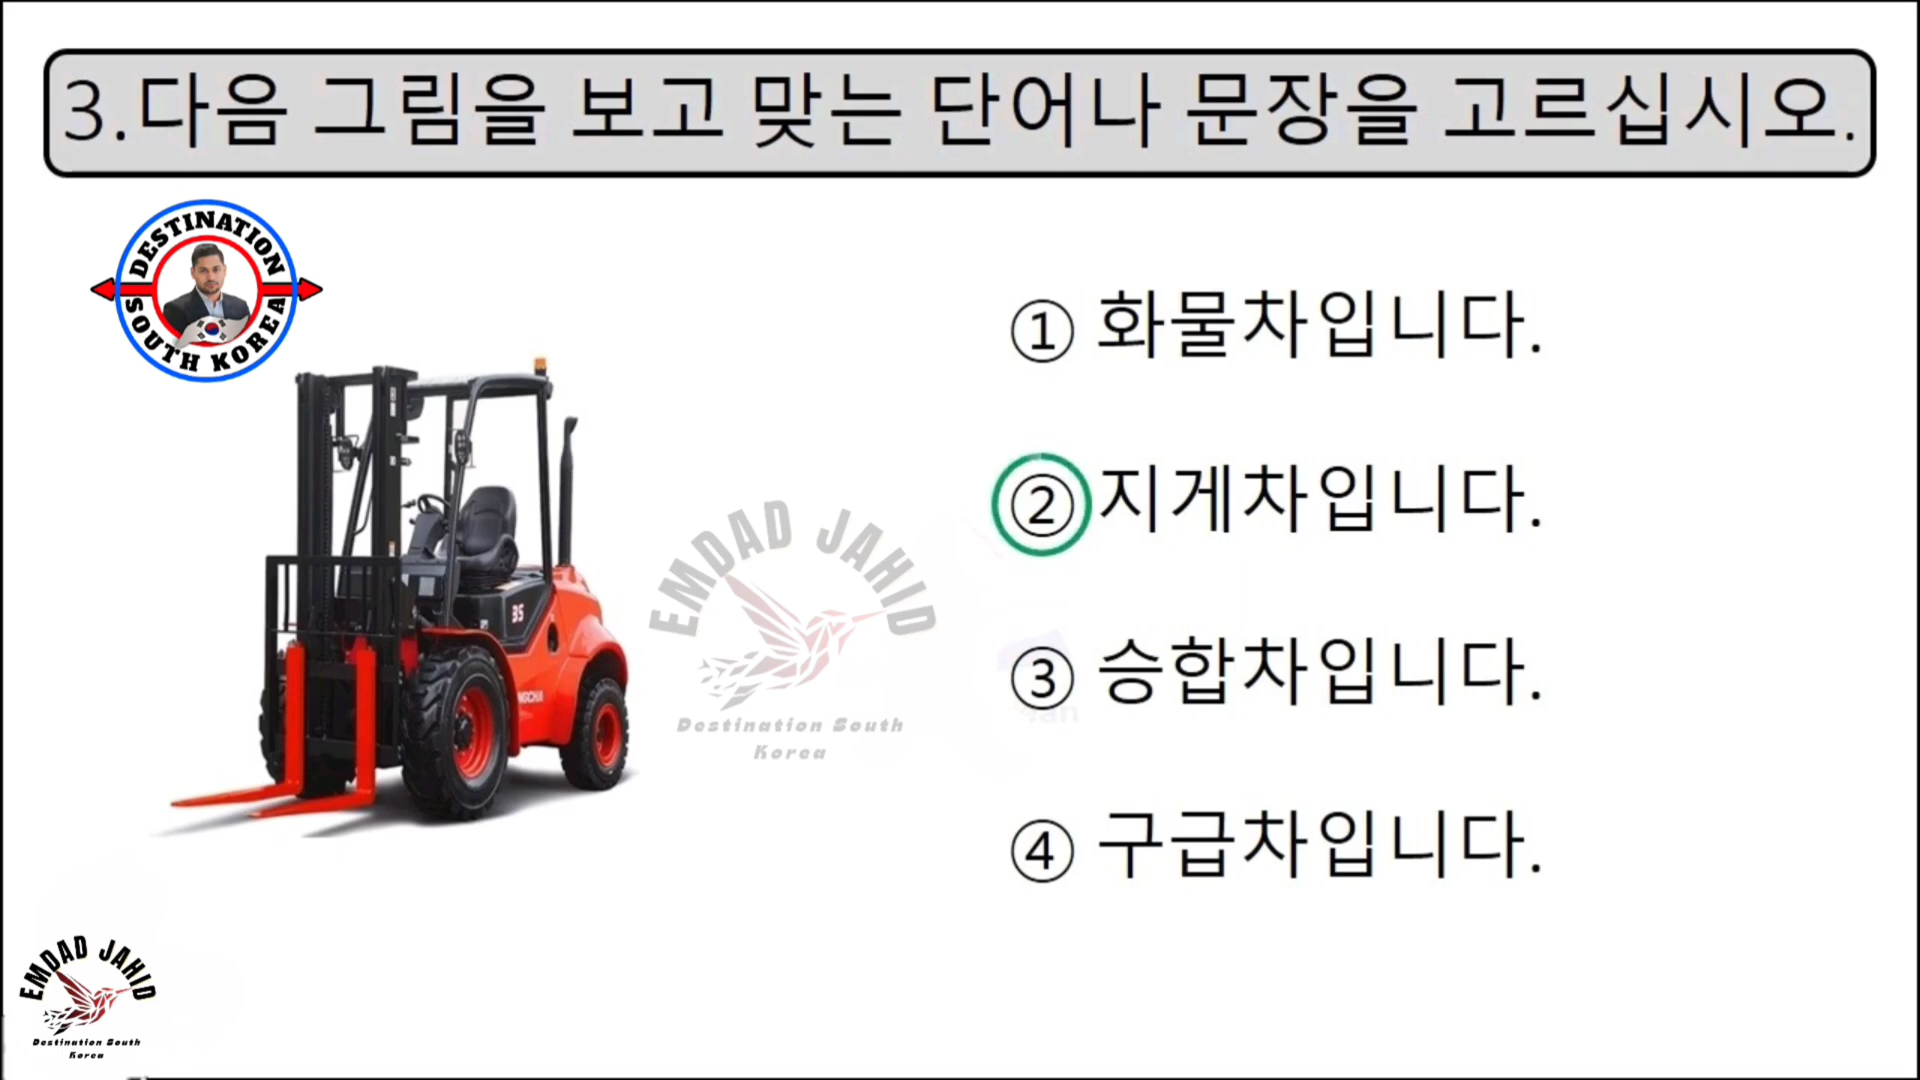 3.다음 그림을 보고 맞는 단어나 문장을 고르십시오.
DESTINATION
SOUTH KOREA
① 화물차입니다.
② 지게차입니다.
③ 승합차입니다.
④ 구급차입니다.
35
EMDAD JAHID
Destination South
Korea
EMDAD JAHID
Destination South
Korea